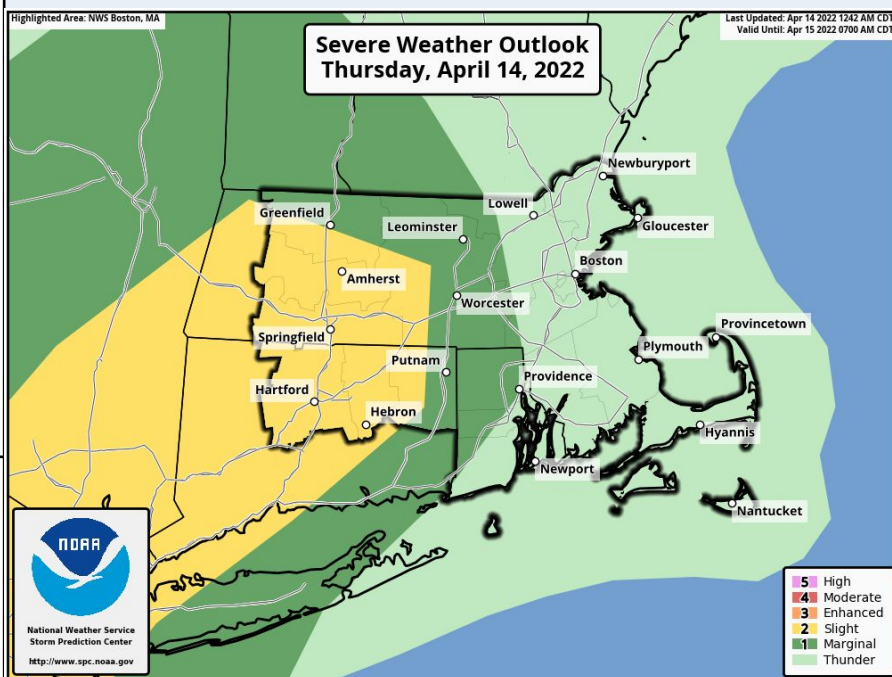 Highlighted Area: NWS Boston, MA
Last Updated: Apr 14 2022 1242 AM CDT
Valid Until: Apr 15 2022 0700 AM CDT
Severe Weather Outlook
Thursday, April 14, 2022
Newburyport
Greenfield
Lowell
Leominster
Gloucester
Boston
Amherst
Worcester
Provincetown
Springfield
Plymouth
Putnam
Providence
Hartford
Hebron
Hyannis
Newport
Nantucket
NOAA
National Weather Service
Storm Prediction Center
http://www.spc.noaa.gov
5 High
4 Moderate
3 Enhanced
2 Slight
1 Marginal
Thunder